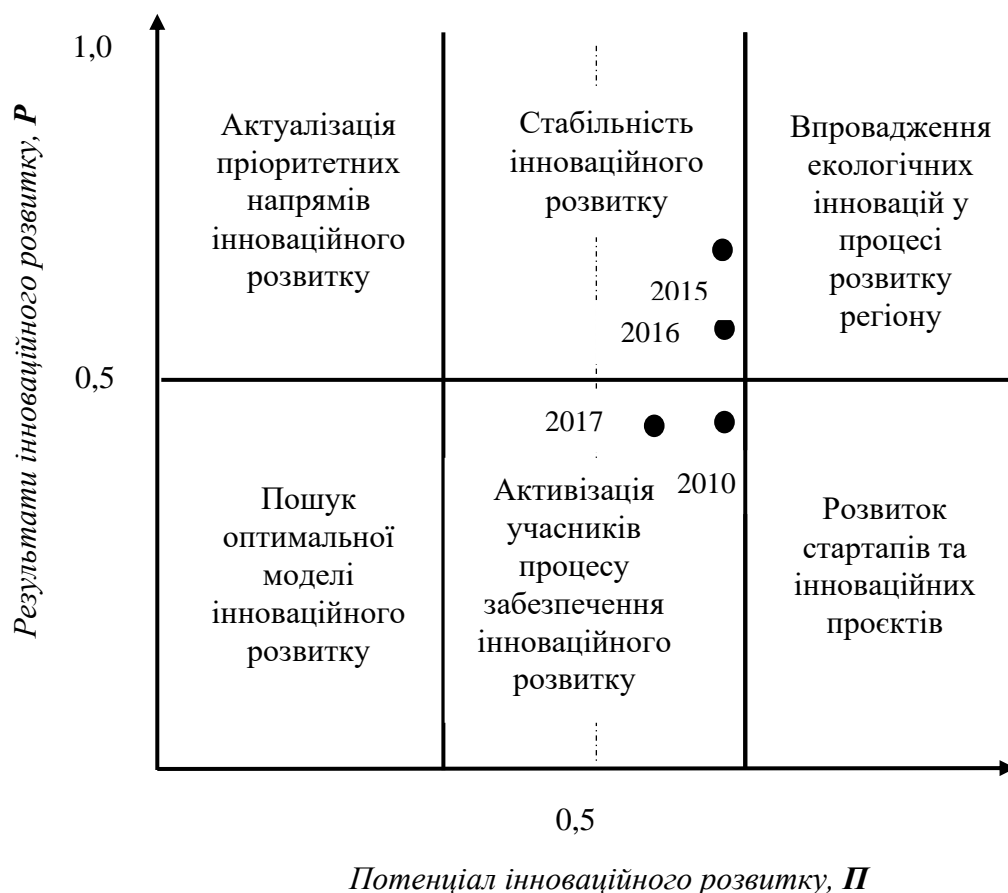 1,0
Результати інноваційного розвитку, Р
Актуалізація
пріоритетних
напрямів
інноваційного
розвитку
Стабільність
інноваційного
розвитку
Впровадження
екологічних
інновацій у
процесі
розвитку
регіону
2015
2016
0,5
2017
2010
Пошук
оптимальної
моделі
інноваційного
розвитку
Активізація
учасників
процесу
забезпечення
інноваційного
розвитку
Розвиток
стартапів та
інноваційних
проєктів
0,5
Потенціал інноваційного розвитку, П